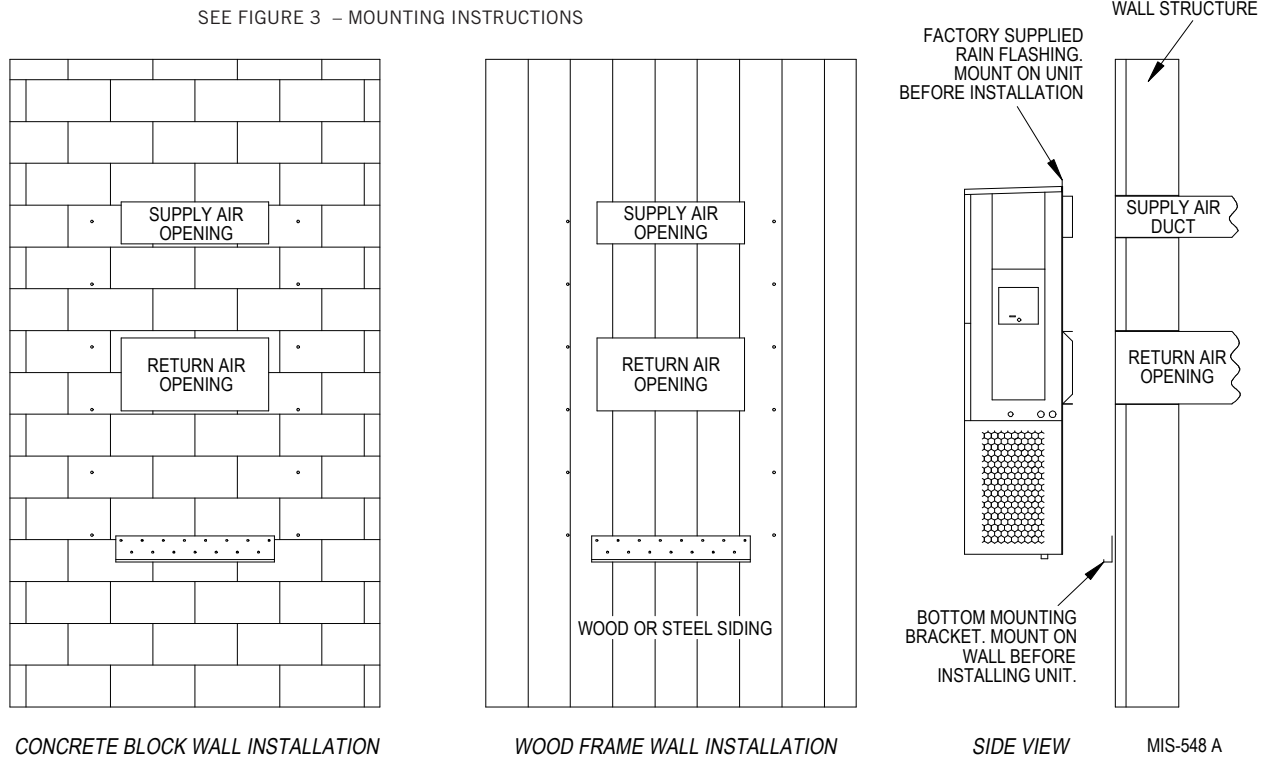 SEE FIGURE 3 – MOUNTING INSTRUCTIONS
SUPPLY AIR
OPENING
RETURN AIR
OPENING
CONCRETE BLOCK WALL INSTALLATION
SUPPLY AIR
OPENING
RETURN AIR
OPENING
WOOD OR STEEL SIDING
WOOD FRAME WALL INSTALLATION
WALL STRUCTURE
FACTORY SUPPLIED
RAIN FLASHING.
MOUNT ON UNIT
BEFORE INSTALLATION
SUPPLY AIR
DUCT
RETURN AIR
OPENING
BOTTOM MOUNTING
BRACKET. MOUNT ON
WALL BEFORE
INSTALLING UNIT.
SIDE VIEW
MIS-548 A